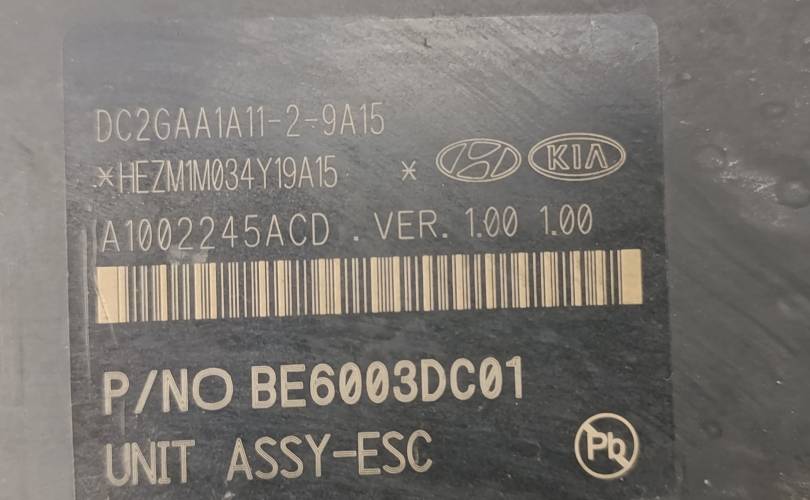 DC2GAA1A11-2-9A15
*HEZM1M034Y19A15 * KIA
A1002245ACD . VER. 1.00 1.00
P/NO BE6003DC01
UNIT ASSY-ESC
Pb